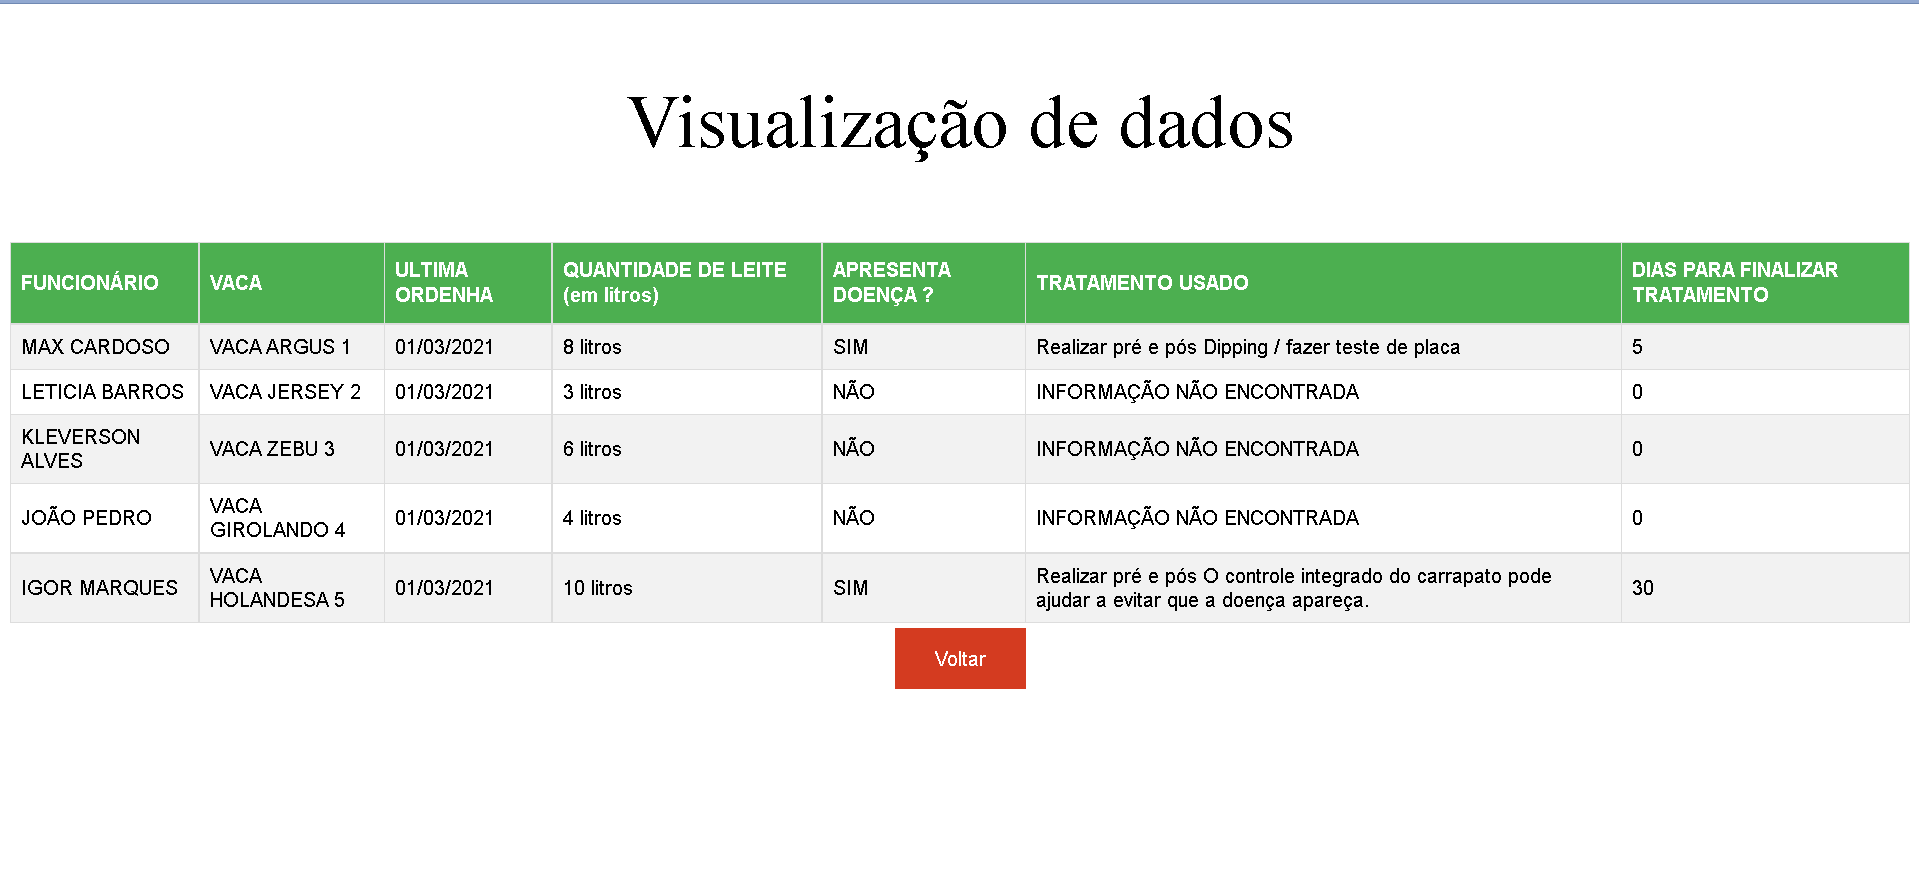 Visualização de dados
FUNCIONÁRIO VACA ULTIMA ORDENHA QUANTIDADE DE LEITE (em litros) APRESENTA DOENÇA ? TRATAMENTO USADO DIAS PARA FINALIZAR TRATAMENTO
MAX CARDOSO VACA ARGUS 1 01/03/2021 8 litros SIM Realizar pré e pós Dipping / fazer teste de placa 5
LETICIA BARROS VACA JERSEY 2 01/03/2021 3 litros NÃO INFORMAÇÃO NÃO ENCONTRADA 0
KLEVERSON ALVES VACA ZEBU 3 01/03/2021 6 litros NÃO INFORMAÇÃO NÃO ENCONTRADA 0
JOÃO PEDRO VACA GIROLANDO 4 01/03/2021 4 litros NÃO INFORMAÇÃO NÃO ENCONTRADA 0
IGOR MARQUES VACA HOLANDESA 5 01/03/2021 10 litros SIM Realizar pré e pós O controle integrado do carrapato pode ajudar a evitar que a doença apareça. 30
Voltar